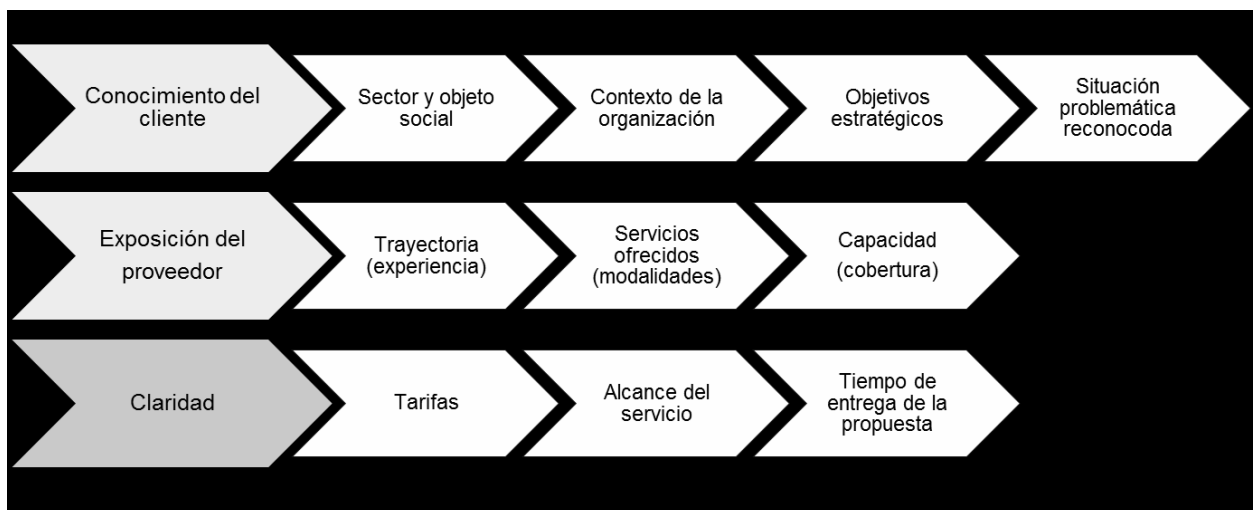 Conocimiento del
cliente
Sector y objeto
social
Contexto de la
organización
Objetivos
estratégicos
Situación
problemática
reconocoda
Exposición del
proveedor
Trayectoria
(experiencia)
Servicios
ofrecidos
(modalidades)
Capacidad
(cobertura)
Claridad
Tarifas
Alcance del
servicio
Tiempo de
entrega de la
propuesta